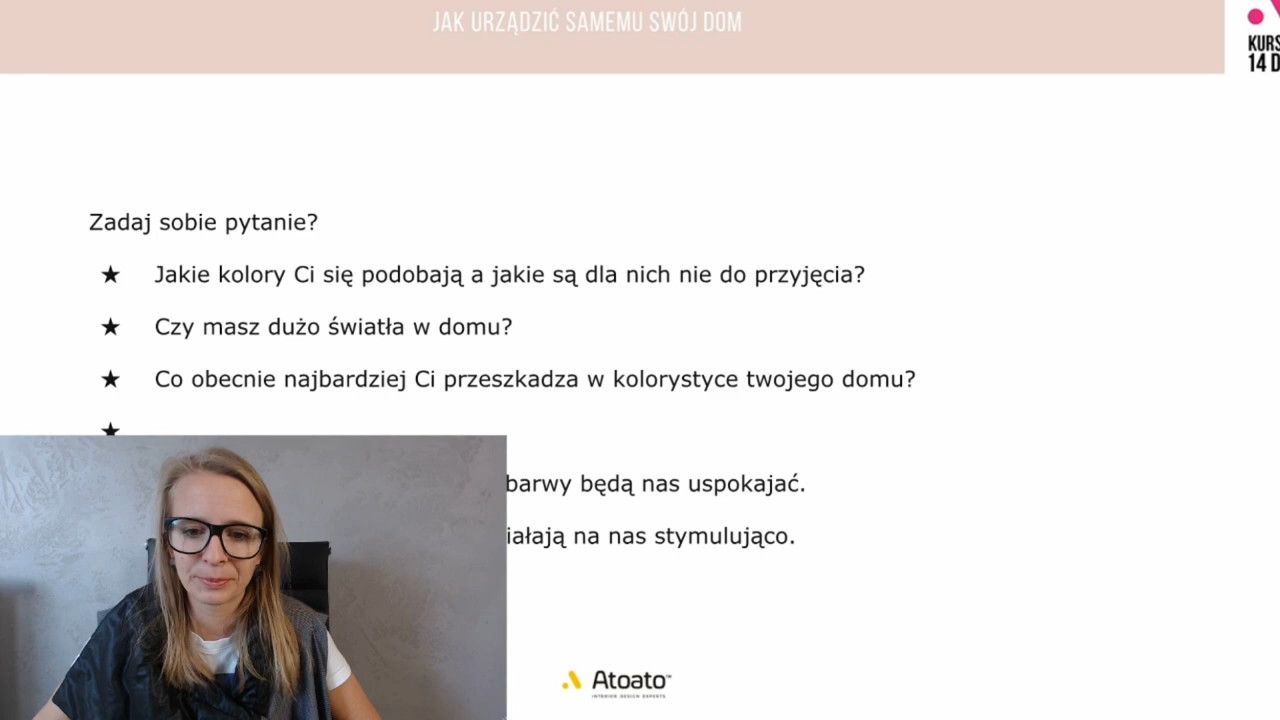 JAK URZĄDZIĆ SAMEMU SWÓJ DOM
KURS
14 D
Zadaj sobie pytanie?
★ Jakie kolory Ci się podobają a jakie są dla nich nie do przyjęcia?
★ Czy masz dużo światła w domu?
★ Co obecnie najbardziej Ci przeszkadza w kolorystyce twojego domu?
★
barwy będą nas uspokajać.
iałają na nas stymulująco.
Atoato™
INTERIOR DESIGN EXPERTS